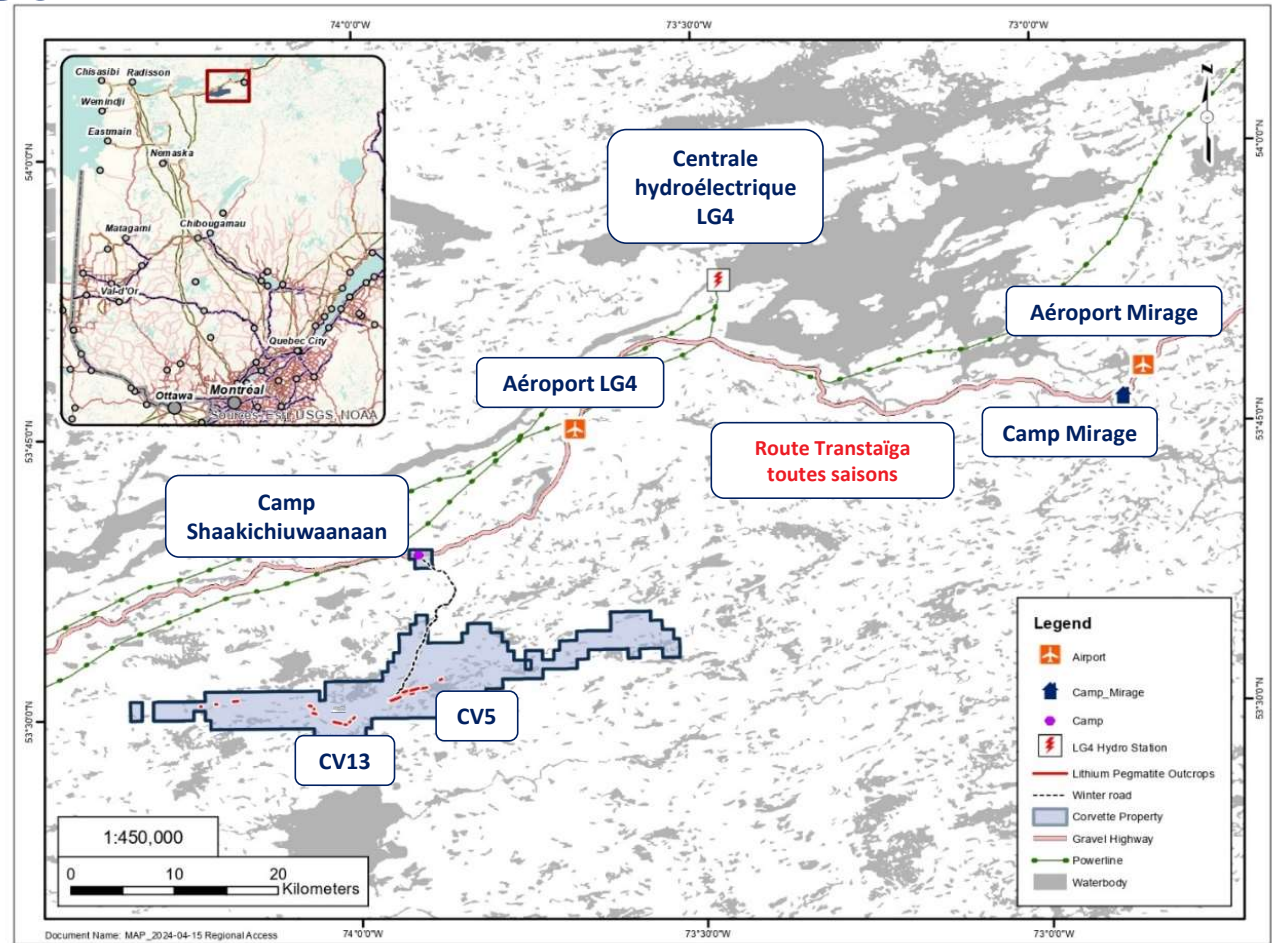 74°0'0"W
73°30'0"W
73°0'0"W
54°0'0"N
53°45'0"N
53°30'0"N
54°0'0"N
53°45'0"N
53°30'0"N
74°0'0"W
73°30'0"W
73°0'0"W
Chisasibi
Radisson
Wemindji
Eastmain
Nemaska
Matagami
Chibougamau
Val-d'Or
Quebec City
Ottawa
Montréal
Sources: Esri, USGS, NOAA
N
Centrale
hydroélectrique
LG4
Aéroport Mirage
Aéroport LG4
Camp Mirage
Route Transtaïga
toutes saisons
Camp
Shaakichiuwaanaan
CV5
CV13
1:450,000
0 10 20
Kilometers
Legend
Airport
Camp_Mirage
Camp
LG4 Hydro Station
Lithium Pegmatite Outcrops
Winter road
Corvette Property
Gravel Highway
Powerline
Waterbody
Document Name: MAP_2024-04-15 Regional Access